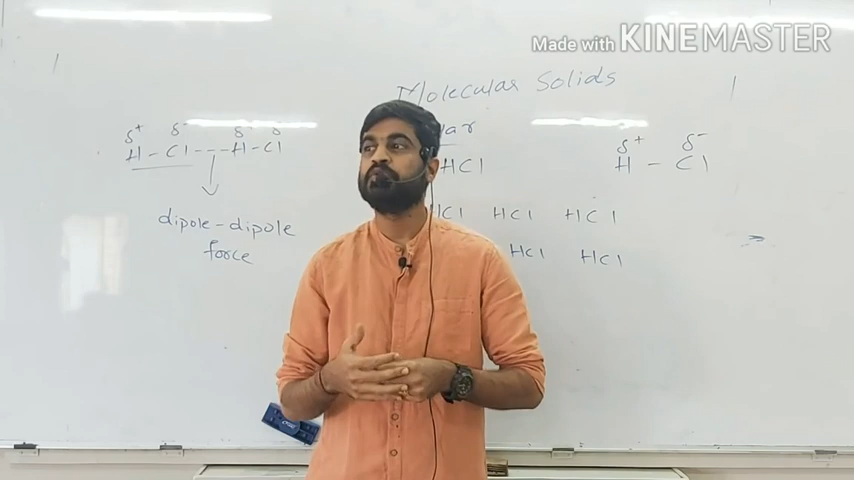 Made with KINEMASTER
Molecular Solids
δ+ δ- δ+ δ-
H - Cl --- H - Cl
HCl
δ+ δ-
H - Cl
dipole-dipole
force
HCl HCl HCl
HCl HCl